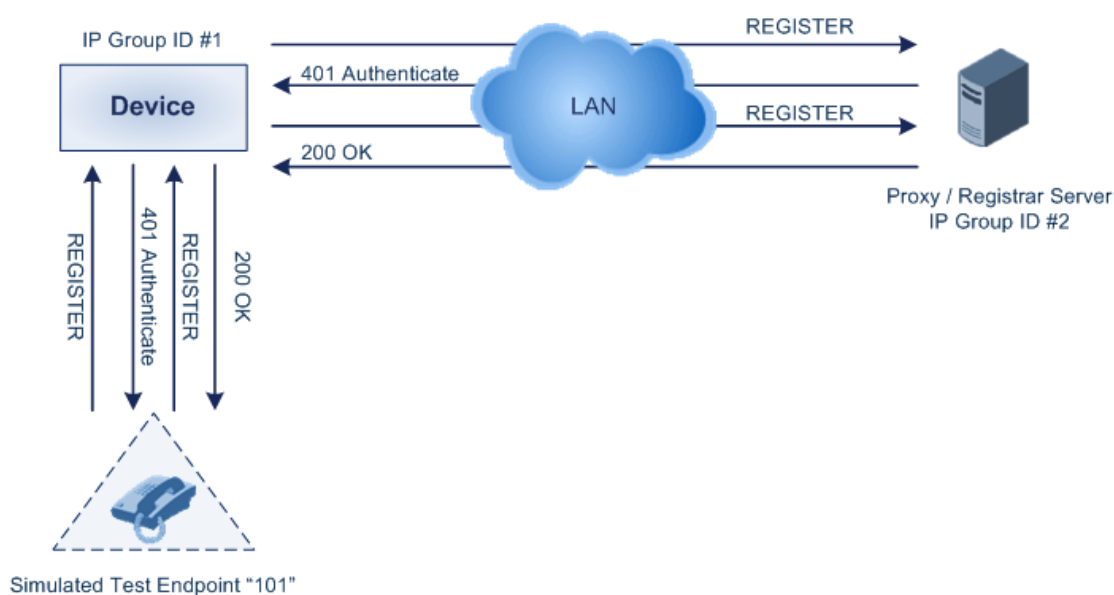 IP Group ID #1
REGISTER
401 Authenticate
Device
LAN
REGISTER
200 OK
Proxy / Registrar Server
IP Group ID #2
REGISTER
401 Authenticate
REGISTER
200 OK
Simulated Test Endpoint "101"